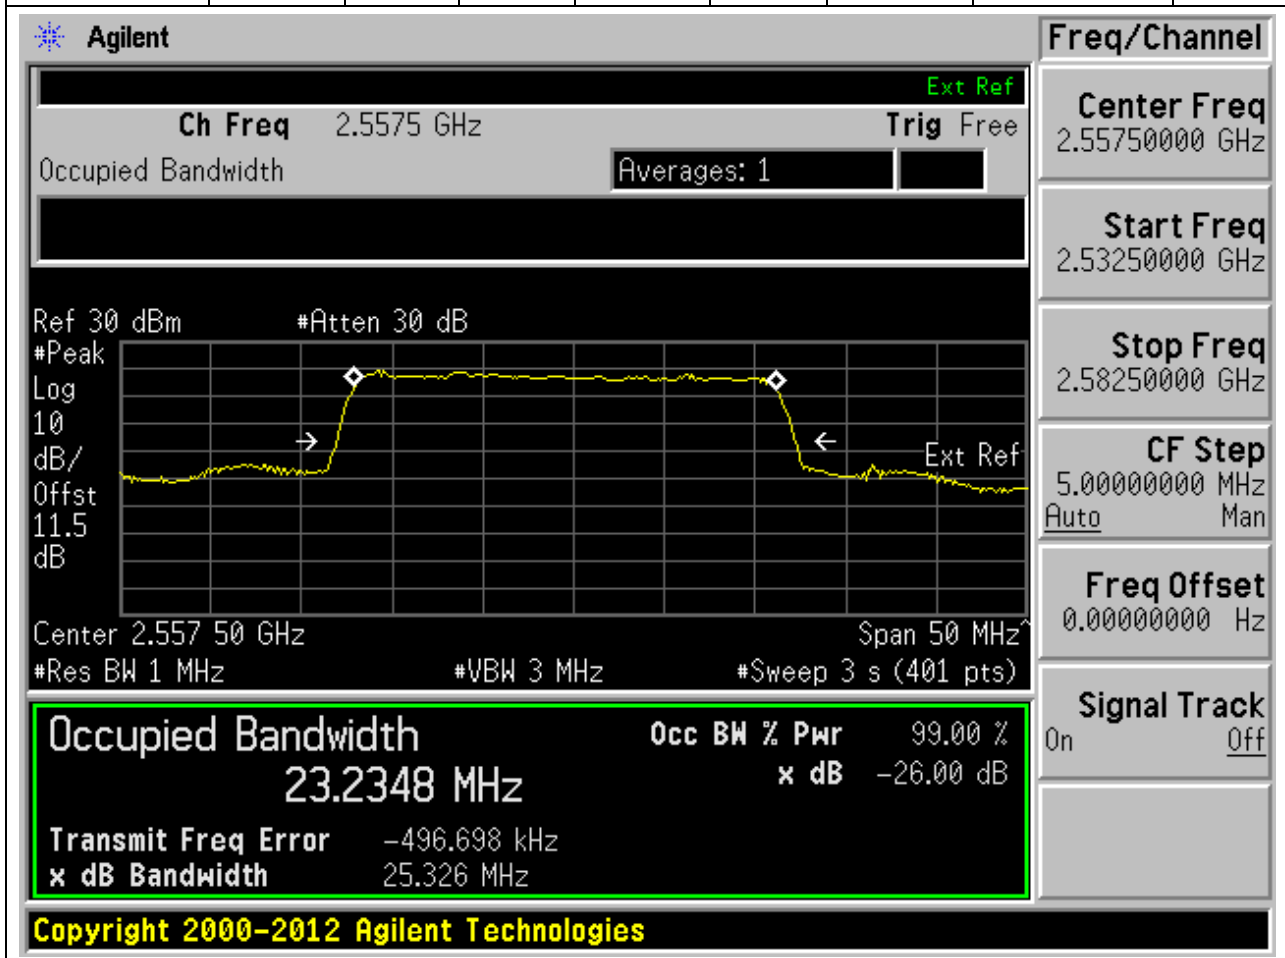 Agilent
Freq/Channel
Ext Ref
Ch Freq 2.5575 GHz Trig Free
Occupied Bandwidth Averages: 1
Center Freq
2.55750000 GHz
Start Freq
2.53250000 GHz
Stop Freq
2.58250000 GHz
CF Step
5.00000000 MHz
Auto Man
Freq Offset
0.00000000 Hz
Signal Track
On Off
Ref 30 dBm #Atten 30 dB
#Peak
Log
10
dB/
Offst
11.5
dB
Ext Ref
Center 2.557 50 GHz Span 50 MHz^
#Res BW 1 MHz #VBW 3 MHz #Sweep 3 s (401 pts)
Occupied Bandwidth Occ BW % Pwr 99.00 %
23.2348 MHz x dB -26.00 dB
Transmit Freq Error -496.698 kHz
x dB Bandwidth 25.326 MHz
Copyright 2000-2012 Agilent Technologies